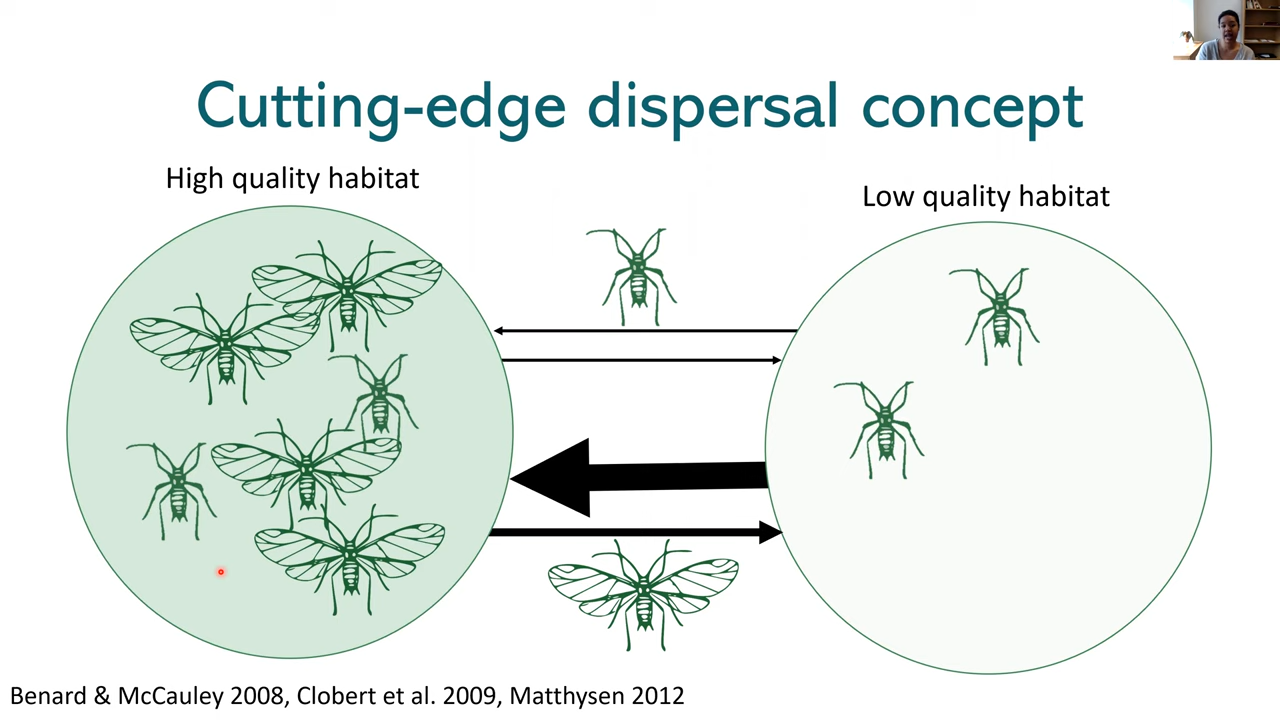 Cutting-edge dispersal concept
High quality habitat
Low quality habitat
Benard & McCauley 2008, Clobert et al. 2009, Matthysen 2012